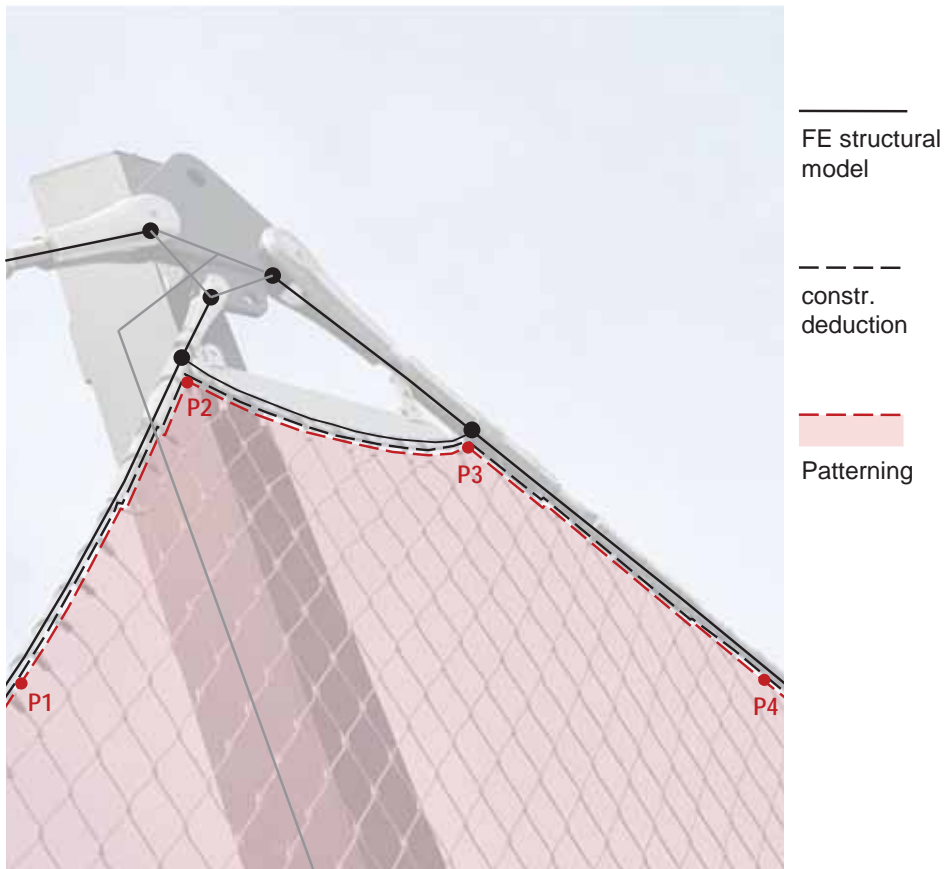 FE structural
model
constr.
deduction
Patterning
P1
P2
P3
P4